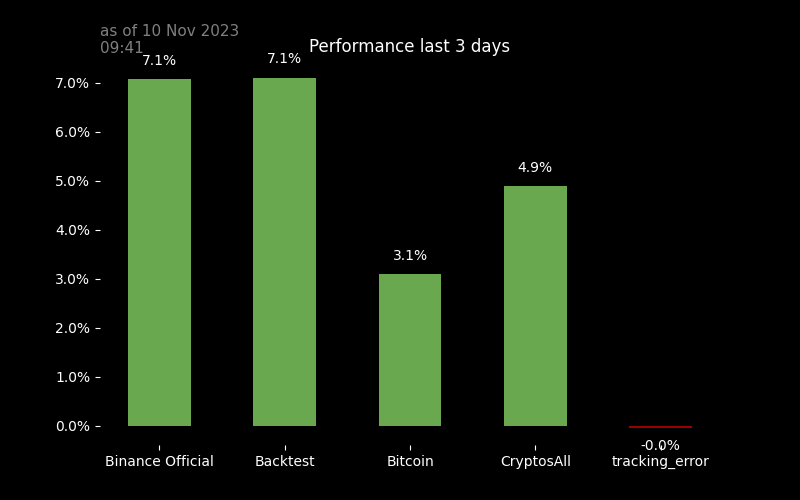 as of 10 Nov 2023
09:41
Performance last 3 days
7.1%
7.1%
3.1%
4.9%
-0.0%
7.0%
6.0%
5.0%
4.0%
3.0%
2.0%
1.0%
0.0%
Binance Official
Backtest
Bitcoin
CryptosAll
tracking_error